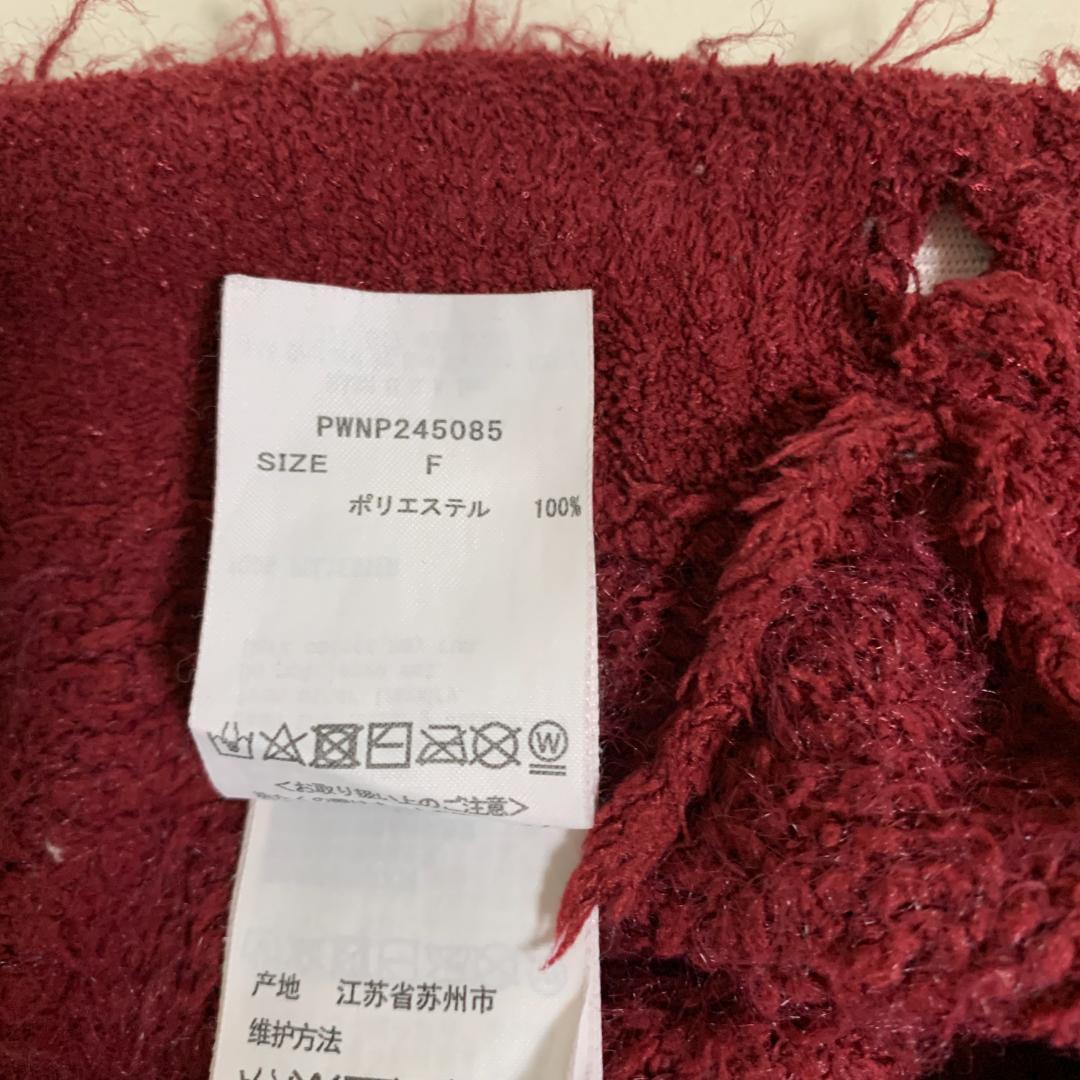 PWNP245085
SIZE F
ポリエステル 100%
W
<お取り扱い上のご注意>
产地 江苏省苏州市
维护方法